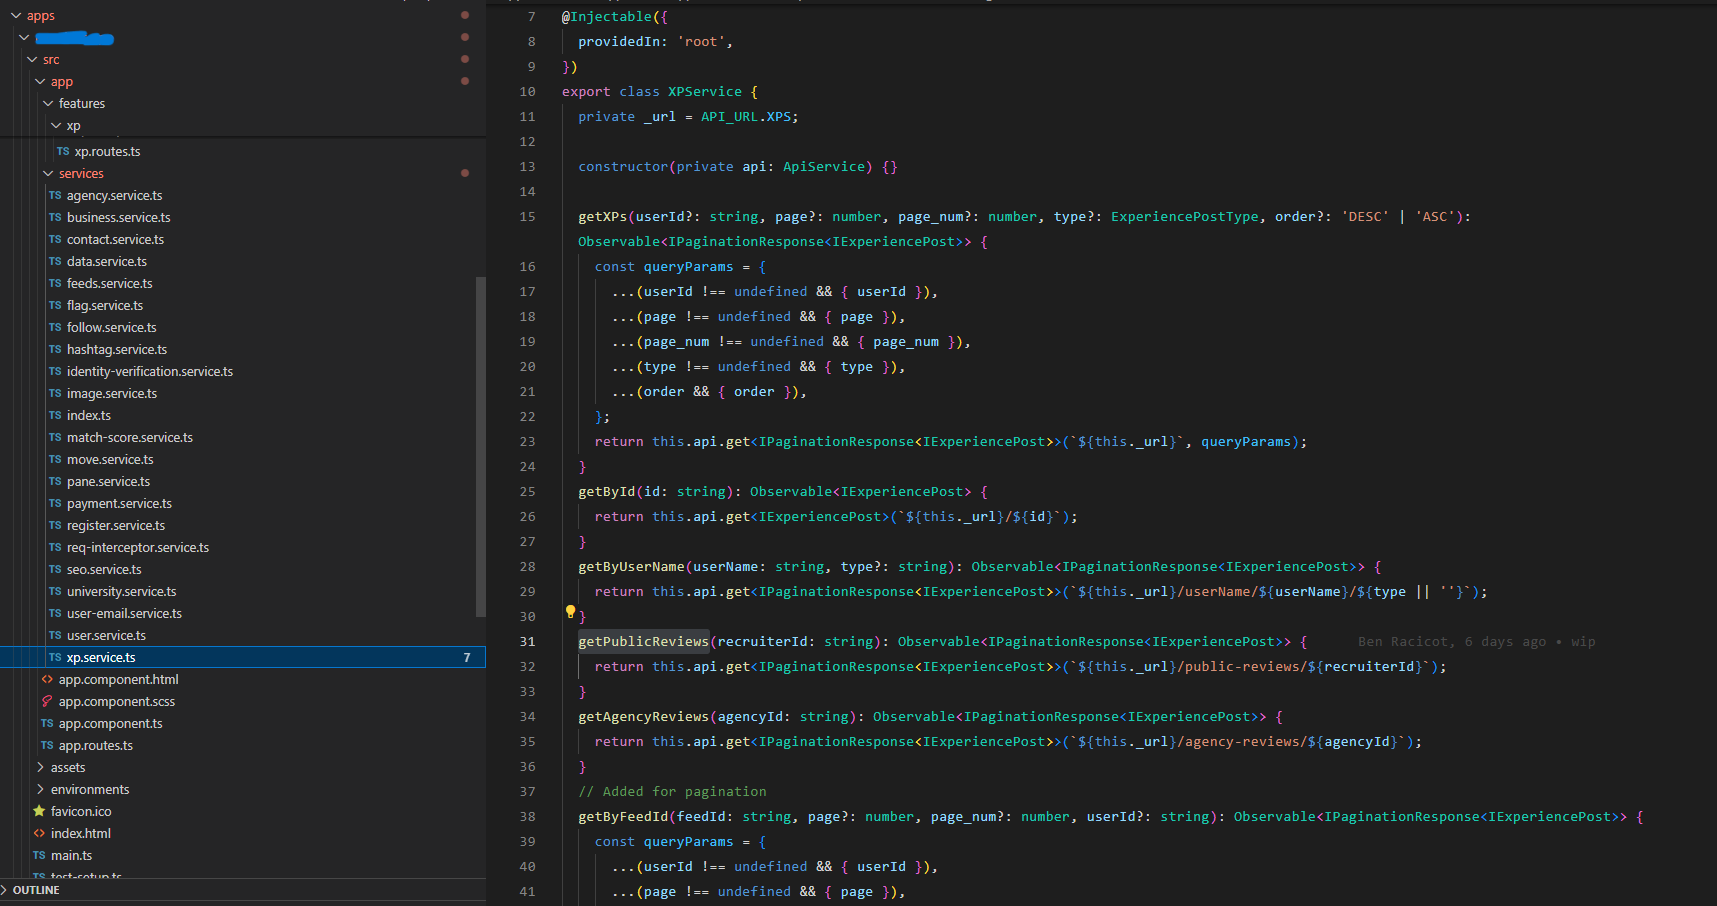 apps
src
app
features
xp
TS xp.routes.ts
services
TS agency.service.ts
TS business.service.ts
TS contact.service.ts
TS data.service.ts
TS feeds.service.ts
TS flag.service.ts
TS follow.service.ts
TS hashtag.service.ts
TS identity-verification.service.ts
TS image.service.ts
TS index.ts
TS match-score.service.ts
TS move.service.ts
TS pane.service.ts
TS payment.service.ts
TS register.service.ts
TS req-interceptor.service.ts
TS seo.service.ts
TS university.service.ts
TS user-email.service.ts
TS user.service.ts
TS xp.service.ts 7
<> app.component.html
app.component.scss
TS app.component.ts
TS app.routes.ts
assets
environments
favicon.ico
<> index.html
TS main.ts
TS test-setup.ts
OUTLINE
7 @Injectable({
8 providedIn: 'root',
9 })
10 export class XPService {
11 private _url = API_URL.XPS;
12
13 constructor(private api: ApiService) {}
14
15 getXPs(userId?: string, page?: number, page_num?: number, type?: ExperiencePostType, order?: 'DESC' | 'ASC'):
Observable<IPaginationResponse<IExperiencePost>> {
16 const queryParams = {
17 ...(userId !== undefined && { userId }),
18 ...(page !== undefined && { page }),
19 ...(page_num !== undefined && { page_num }),
20 ...(type !== undefined && { type }),
21 ...(order && { order }),
22 };
23 return this.api.get<IPaginationResponse<IExperiencePost>>(`${this._url}`, queryParams);
24 }
25 getById(id: string): Observable<IExperiencePost> {
26 return this.api.get<IExperiencePost>(`${this._url}/${id}`);
27 }
28 getByUserName(userName: string, type?: string): Observable<IPaginationResponse<IExperiencePost>> {
29 return this.api.get<IPaginationResponse<IExperiencePost>>(`${this._url}/userName/${userName}/${type || ''}`);
30 }
31 getPublicReviews(recruiterId: string): Observable<IPaginationResponse<IExperiencePost>> { Ben Racicot, 6 days ago • wip
32 return this.api.get<IPaginationResponse<IExperiencePost>>(`${this._url}/public-reviews/${recruiterId}`);
33 }
34 getAgencyReviews(agencyId: string): Observable<IPaginationResponse<IExperiencePost>> {
35 return this.api.get<IPaginationResponse<IExperiencePost>>(`${this._url}/agency-reviews/${agencyId}`);
36 }
37 // Added for pagination
38 getByFeedId(feedId: string, page?: number, page_num?: number, userId?: string): Observable<IPaginationResponse<IExperiencePost>> {
39 const queryParams = {
40 ...(userId !== undefined && { userId }),
41 ...(page !== undefined && { page }),